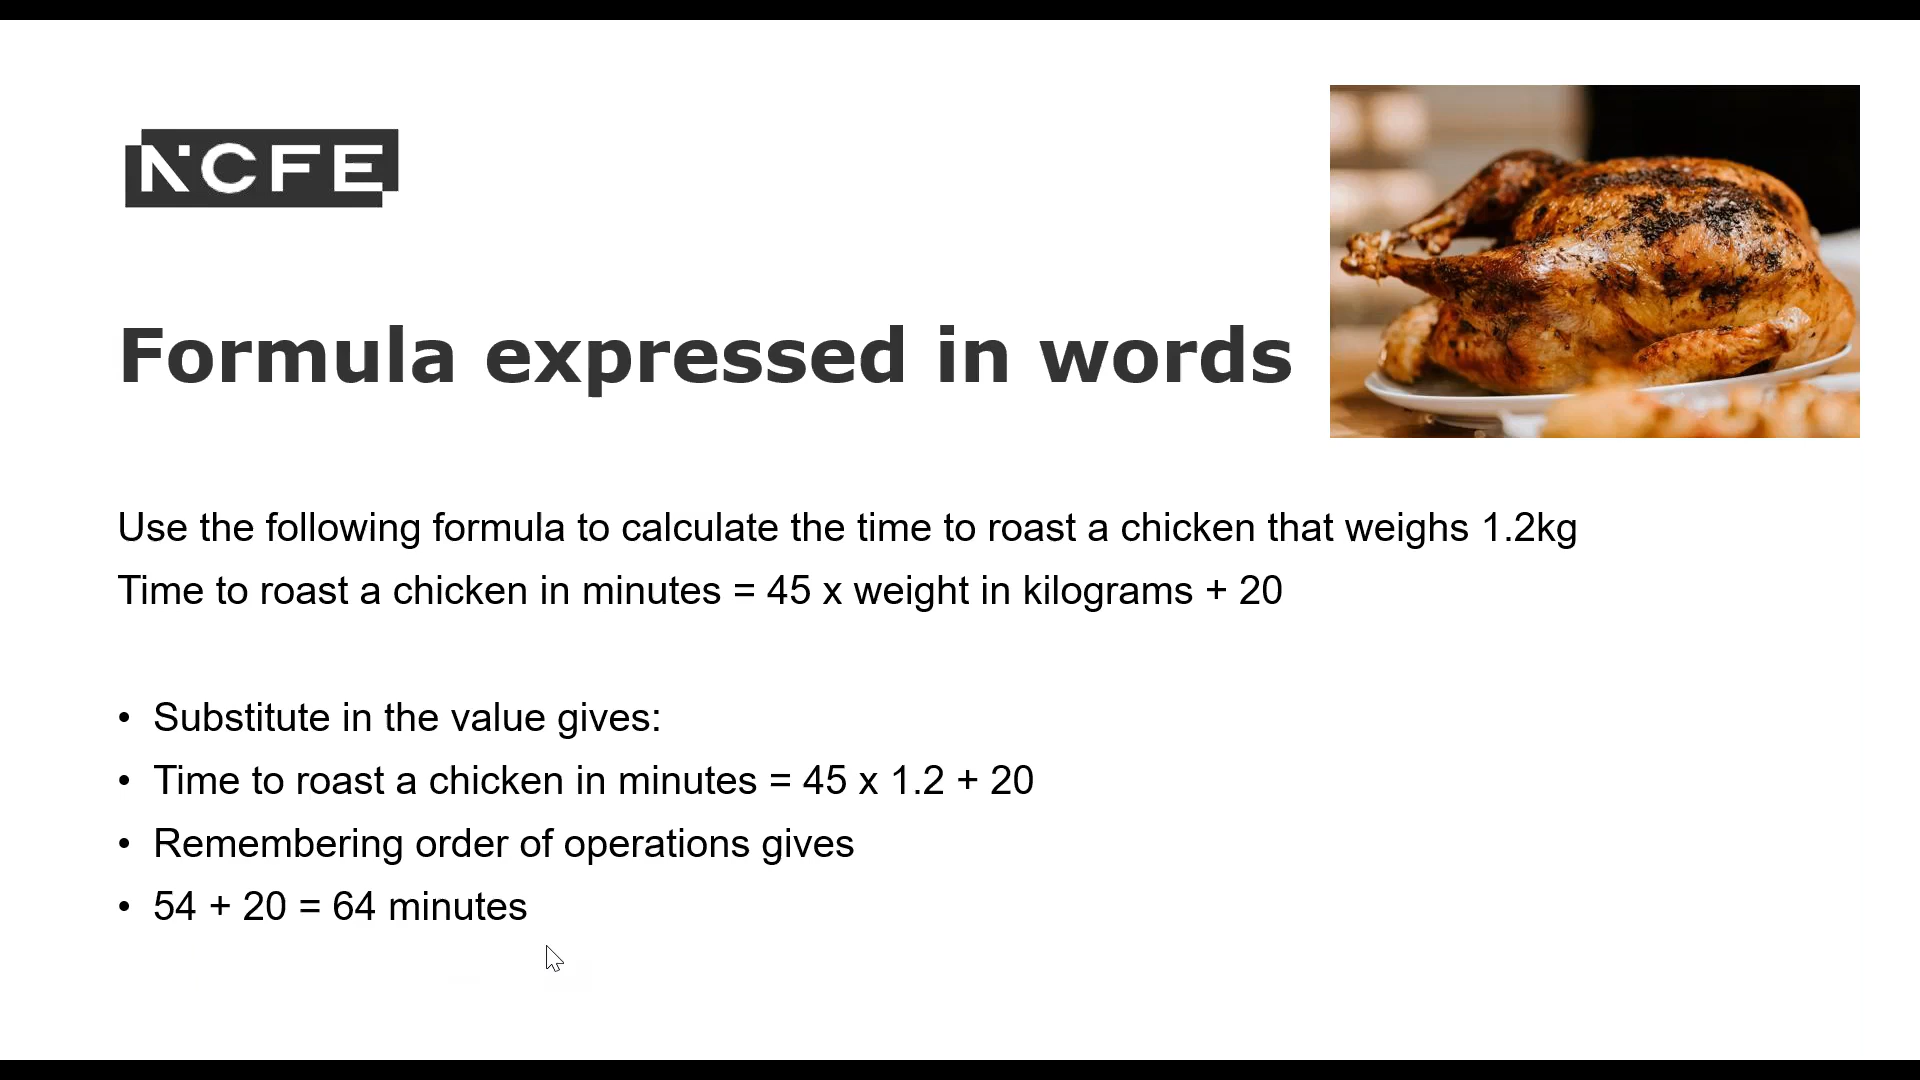 NCFE
Formula expressed in words
Use the following formula to calculate the time to roast a chicken that weighs 1.2kg
Time to roast a chicken in minutes = 45 x weight in kilograms + 20
• Substitute in the value gives:
• Time to roast a chicken in minutes = 45 x 1.2 + 20
• Remembering order of operations gives
• 54 + 20 = 64 minutes